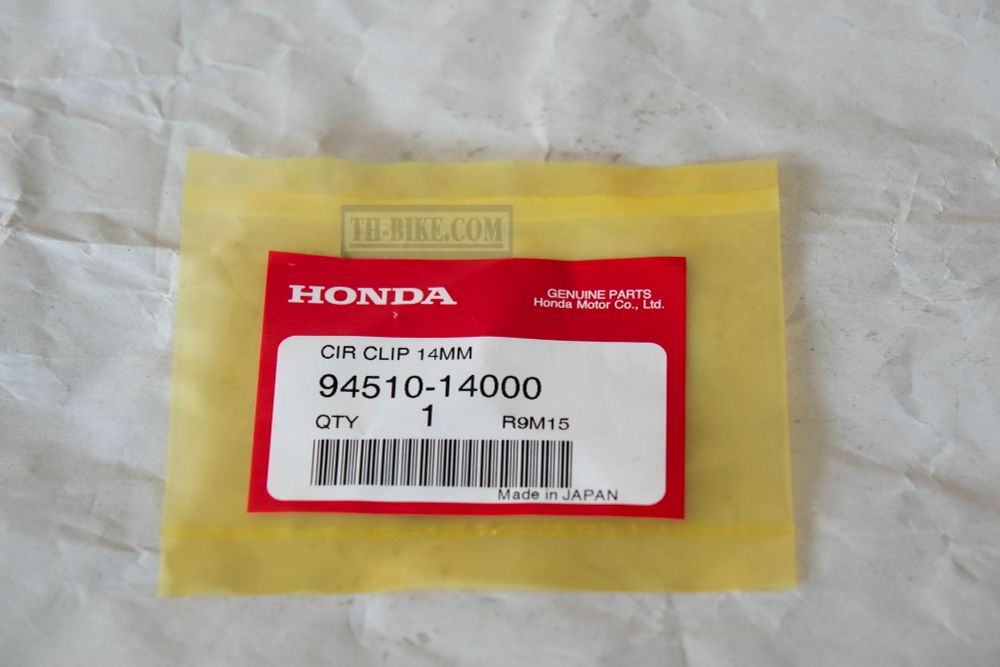 TH-BIKE.COM
HONDA
GENUINE PARTS
Honda Motor Co., Ltd.
CIR CLIP 14MM
94510-14000
QTY 1 R9M15
Made in JAPAN